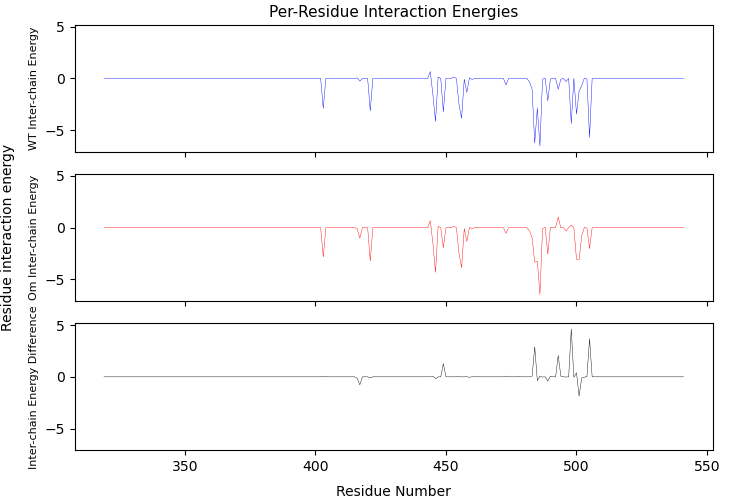 Per-Residue Interaction Energies
Residue interaction energy
WT Inter-chain Energy
5
0
−5
Om Inter-chain Energy
5
0
−5
Inter-chain Energy Difference
5
0
−5
350
400
450
500
550
Residue Number